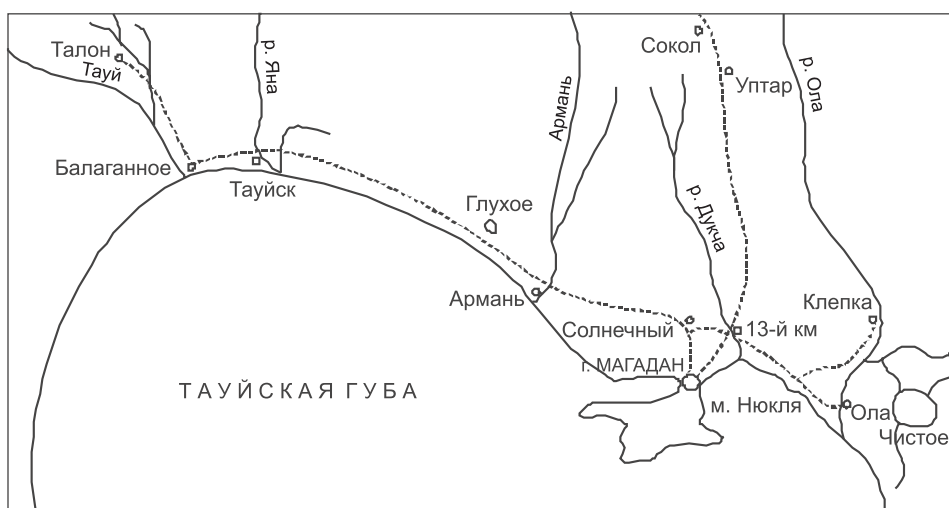 Талон
Тауй
р. Яна
Армань
Сокол
Уптар
р. Ола
Балаганное
Тауйск
Глухое
р. Дукча
Армань
Солнечный
13-й км
Клепка
г. МАГАДАН
ТАУЙСКАЯ ГУБА
м. Нюкля
Ола
Чистое